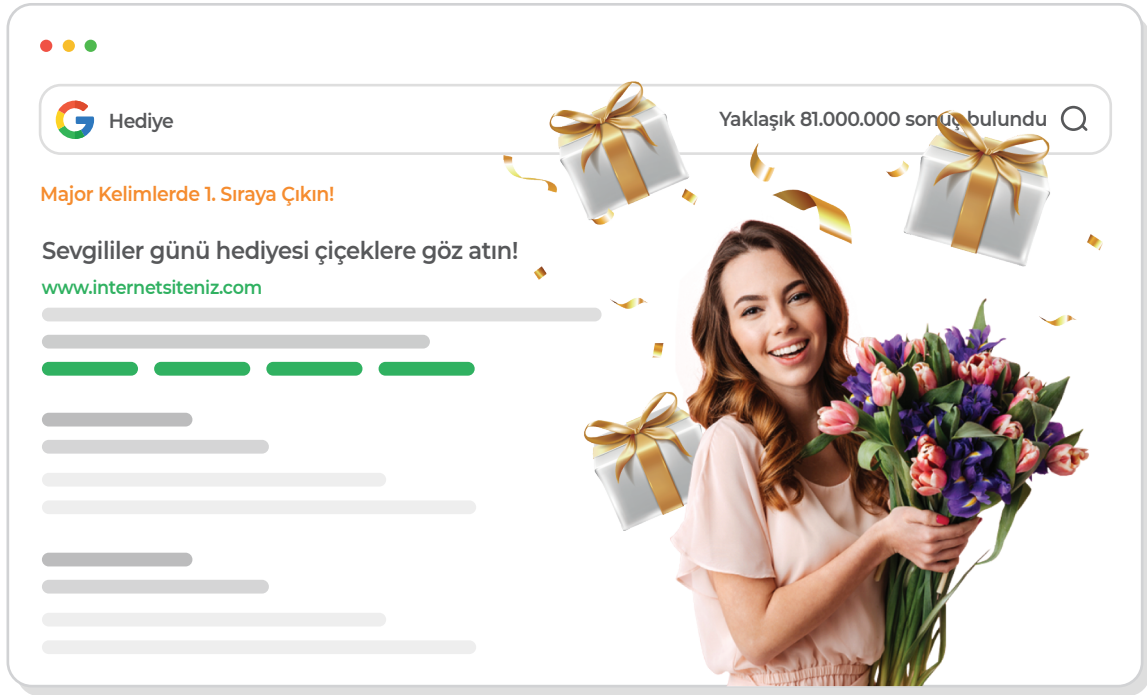 Hediye
Yaklaşık 81.000.000 sonuç bulundu
Major Kelimlerde 1. Sıraya Çıkın!
Sevgililer günü hediyesi çiçeklere göz atın!
www.internetsiteniz.com